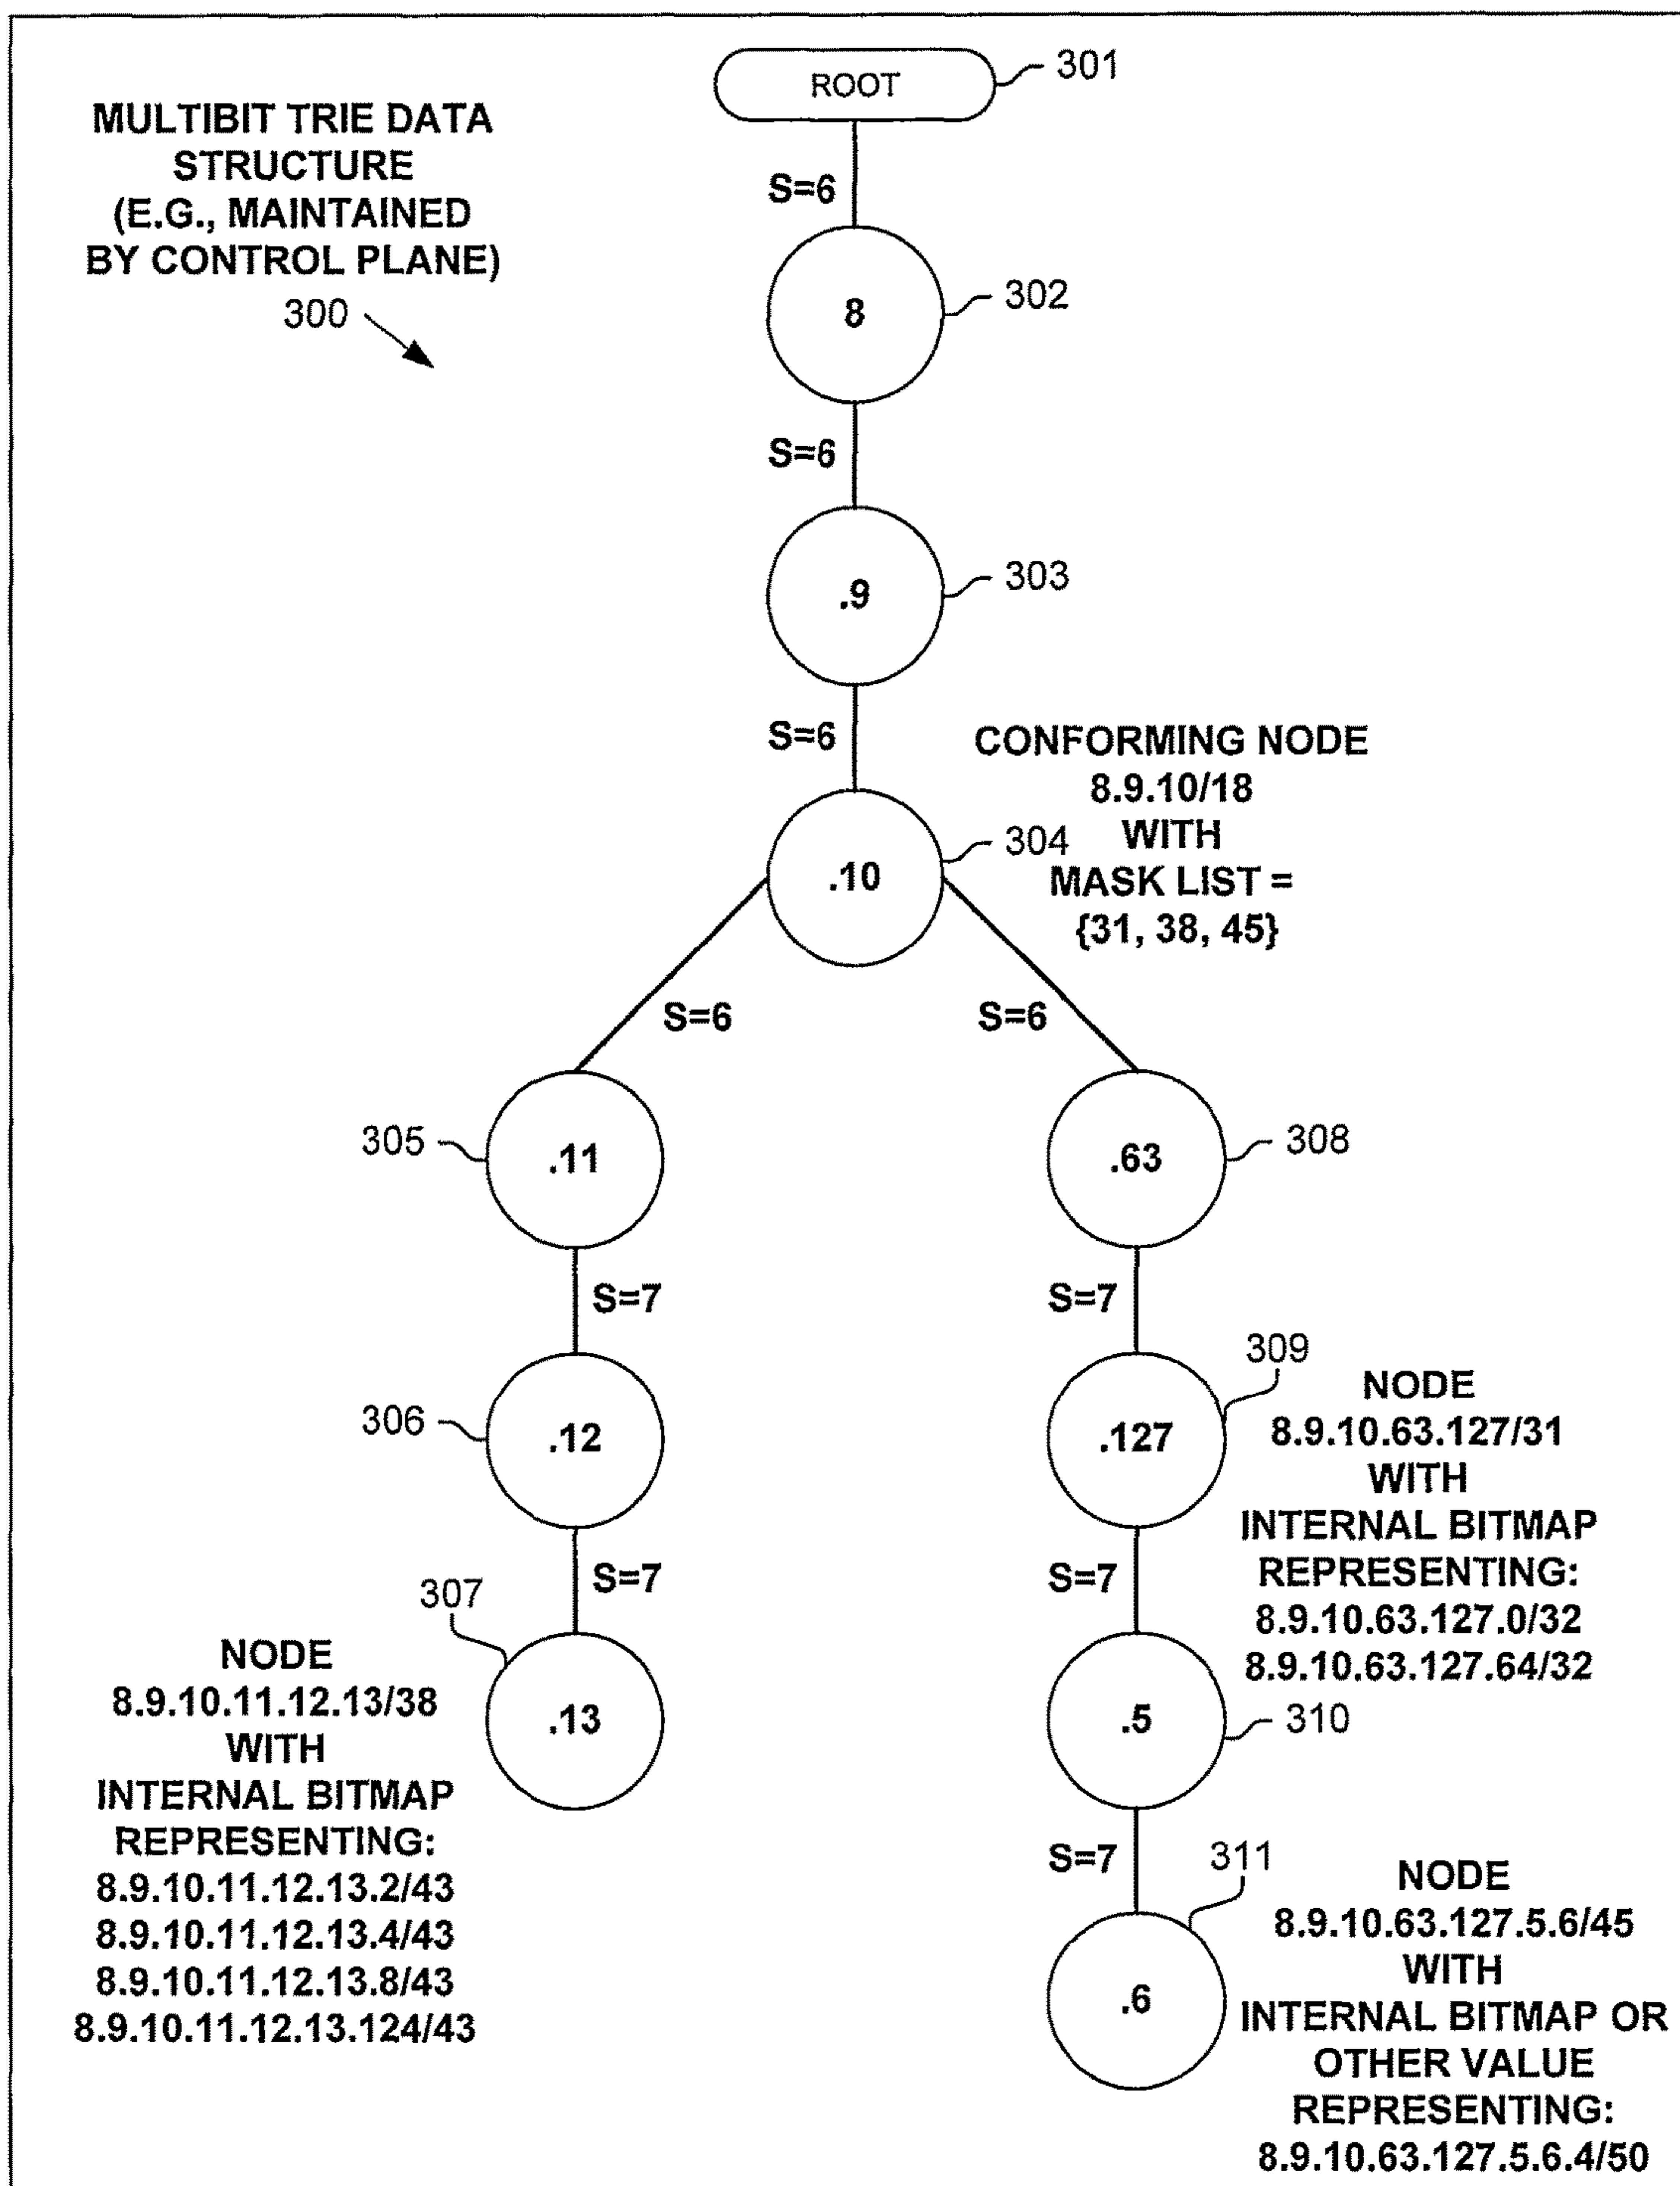 ROOT
301
MULTIBIT TRIE DATA
STRUCTURE
(E.G., MAINTAINED
BY CONTROL PLANE)
300
S=6
8
302
S=6
.9
303
S=6
CONFORMING NODE
8.9.10/18
WITH
MASK LIST =
{31, 38, 45}
304
.10
S=6
S=6
305
.11
.63
308
S=7
S=7
306
.12
.127
309
NODE
8.9.10.63.127/31
WITH
INTERNAL BITMAP
REPRESENTING:
8.9.10.63.127.0/32
8.9.10.63.127.64/32
S=7
S=7
307
.13
NODE
8.9.10.11.12.13/38
WITH
INTERNAL BITMAP
REPRESENTING:
8.9.10.11.12.13.2/43
8.9.10.11.12.13.4/43
8.9.10.11.12.13.8/43
8.9.10.11.12.13.124/43
.5
310
S=7
311
.6
NODE
8.9.10.63.127.5.6/45
WITH
INTERNAL BITMAP OR
OTHER VALUE
REPRESENTING:
8.9.10.63.127.5.6.4/50